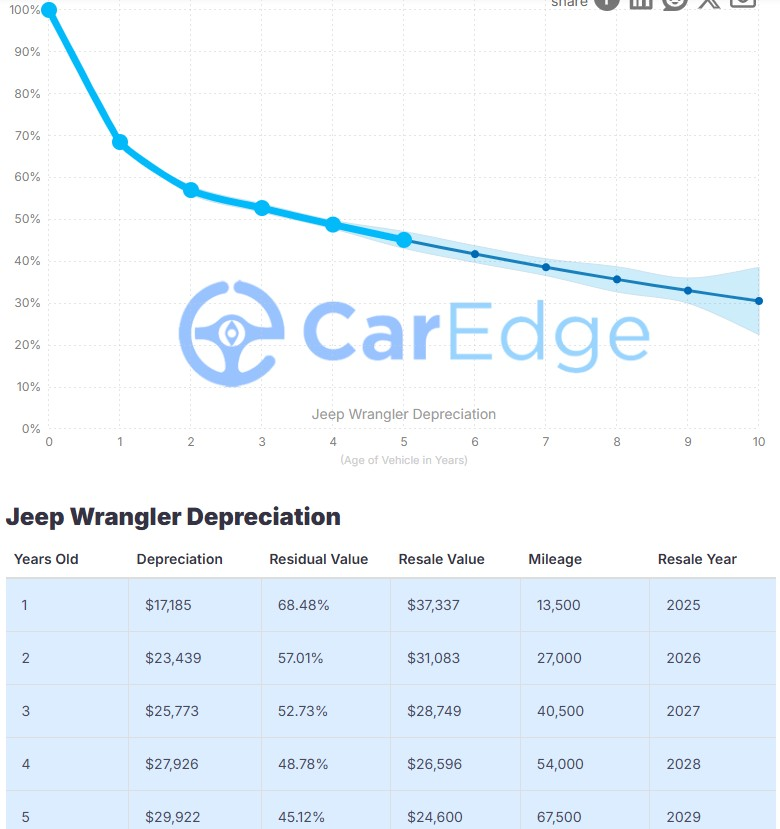 share
100%
90%
80%
70%
60%
50%
40%
30%
20%
10%
0%
CarEdge
Jeep Wrangler Depreciation
0 1 2 3 4 5 6 7 8 9 10
(Age of Vehicle in Years)
Jeep Wrangler Depreciation
Years Old Depreciation Residual Value Resale Value Mileage Resale Year
1 $17,185 68.48% $37,337 13,500 2025
2 $23,439 57.01% $31,083 27,000 2026
3 $25,773 52.73% $28,749 40,500 2027
4 $27,926 48.78% $26,596 54,000 2028
5 $29,922 45.12% $24,600 67,500 2029